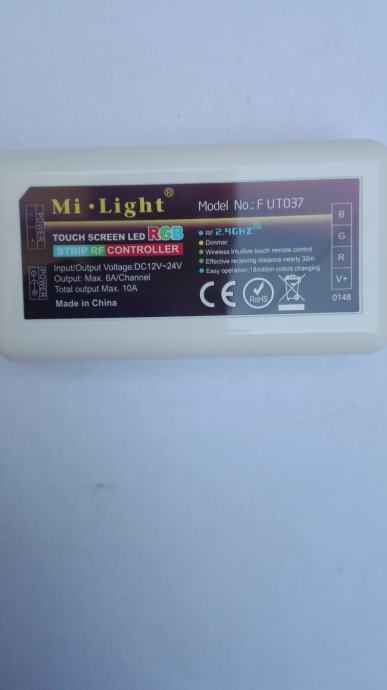 Mi·Light®
Model No.: FUT037
POWER
- +
TOUCH SCREEN LED RGB
STRIP RF CONTROLLER
Input/Output Voltage:DC12V~24V
Output: Max. 6A/Channel
Total output Max. 10A
Made in China
POWER
RF 2.4GHZ
Dimmer
Wireless intuitive touch remote control
Effective receiving distance nearly 30m
Easy operation,16million colors changing
CE
RoHS
B
G
R
V+
0148